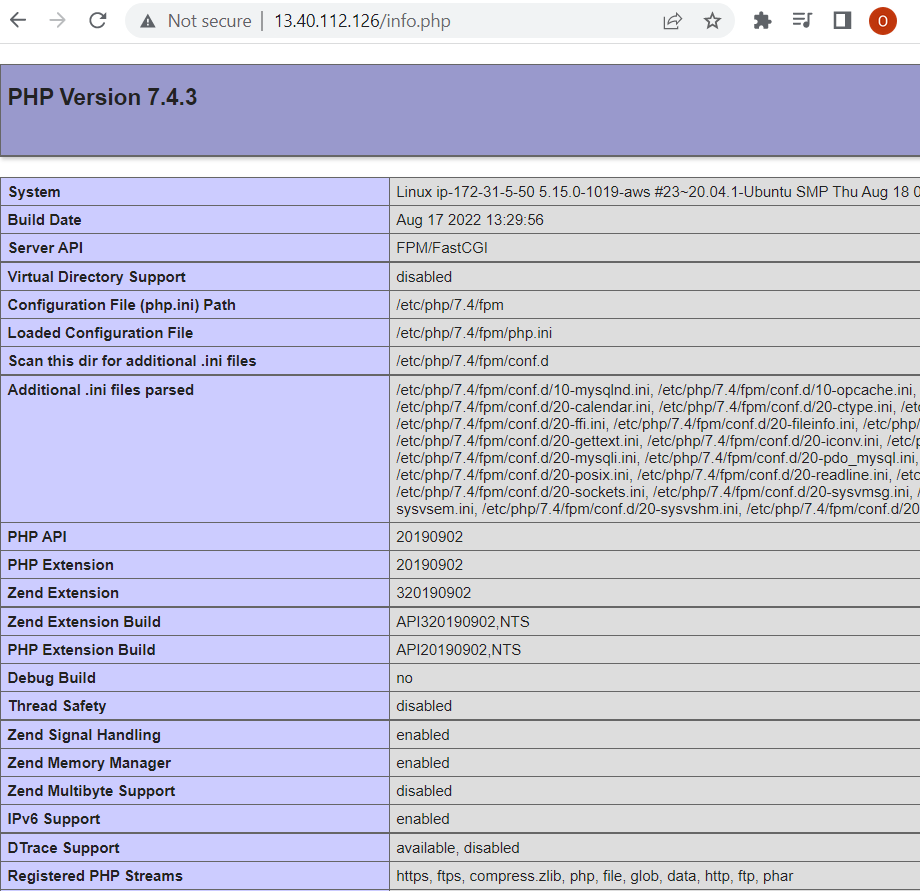 Not secure | 13.40.112.126/info.php
O
PHP Version 7.4.3
System Linux ip-172-31-5-50 5.15.0-1019-aws #23~20.04.1-Ubuntu SMP Thu Aug 18 0
Build Date Aug 17 2022 13:29:56
Server API FPM/FastCGI
Virtual Directory Support disabled
Configuration File (php.ini) Path /etc/php/7.4/fpm
Loaded Configuration File /etc/php/7.4/fpm/php.ini
Scan this dir for additional .ini files /etc/php/7.4/fpm/conf.d
Additional .ini files parsed /etc/php/7.4/fpm/conf.d/10-mysqlnd.ini, /etc/php/7.4/fpm/conf.d/10-opcache.ini,
/etc/php/7.4/fpm/conf.d/20-calendar.ini, /etc/php/7.4/fpm/conf.d/20-ctype.ini, /etc
/etc/php/7.4/fpm/conf.d/20-ffi.ini, /etc/php/7.4/fpm/conf.d/20-fileinfo.ini, /etc/php/
/etc/php/7.4/fpm/conf.d/20-gettext.ini, /etc/php/7.4/fpm/conf.d/20-iconv.ini, /etc/p
/etc/php/7.4/fpm/conf.d/20-mysqli.ini, /etc/php/7.4/fpm/conf.d/20-pdo_mysql.ini,
/etc/php/7.4/fpm/conf.d/20-posix.ini, /etc/php/7.4/fpm/conf.d/20-readline.ini, /etc
/etc/php/7.4/fpm/conf.d/20-sockets.ini, /etc/php/7.4/fpm/conf.d/20-sysvmsg.ini, /
sysvsem.ini, /etc/php/7.4/fpm/conf.d/20-sysvshm.ini, /etc/php/7.4/fpm/conf.d/20
PHP API 20190902
PHP Extension 20190902
Zend Extension 320190902
Zend Extension Build API320190902,NTS
PHP Extension Build API20190902,NTS
Debug Build no
Thread Safety disabled
Zend Signal Handling enabled
Zend Memory Manager enabled
Zend Multibyte Support disabled
IPv6 Support enabled
DTrace Support available, disabled
Registered PHP Streams https, ftps, compress.zlib, php, file, glob, data, http, ftp, phar